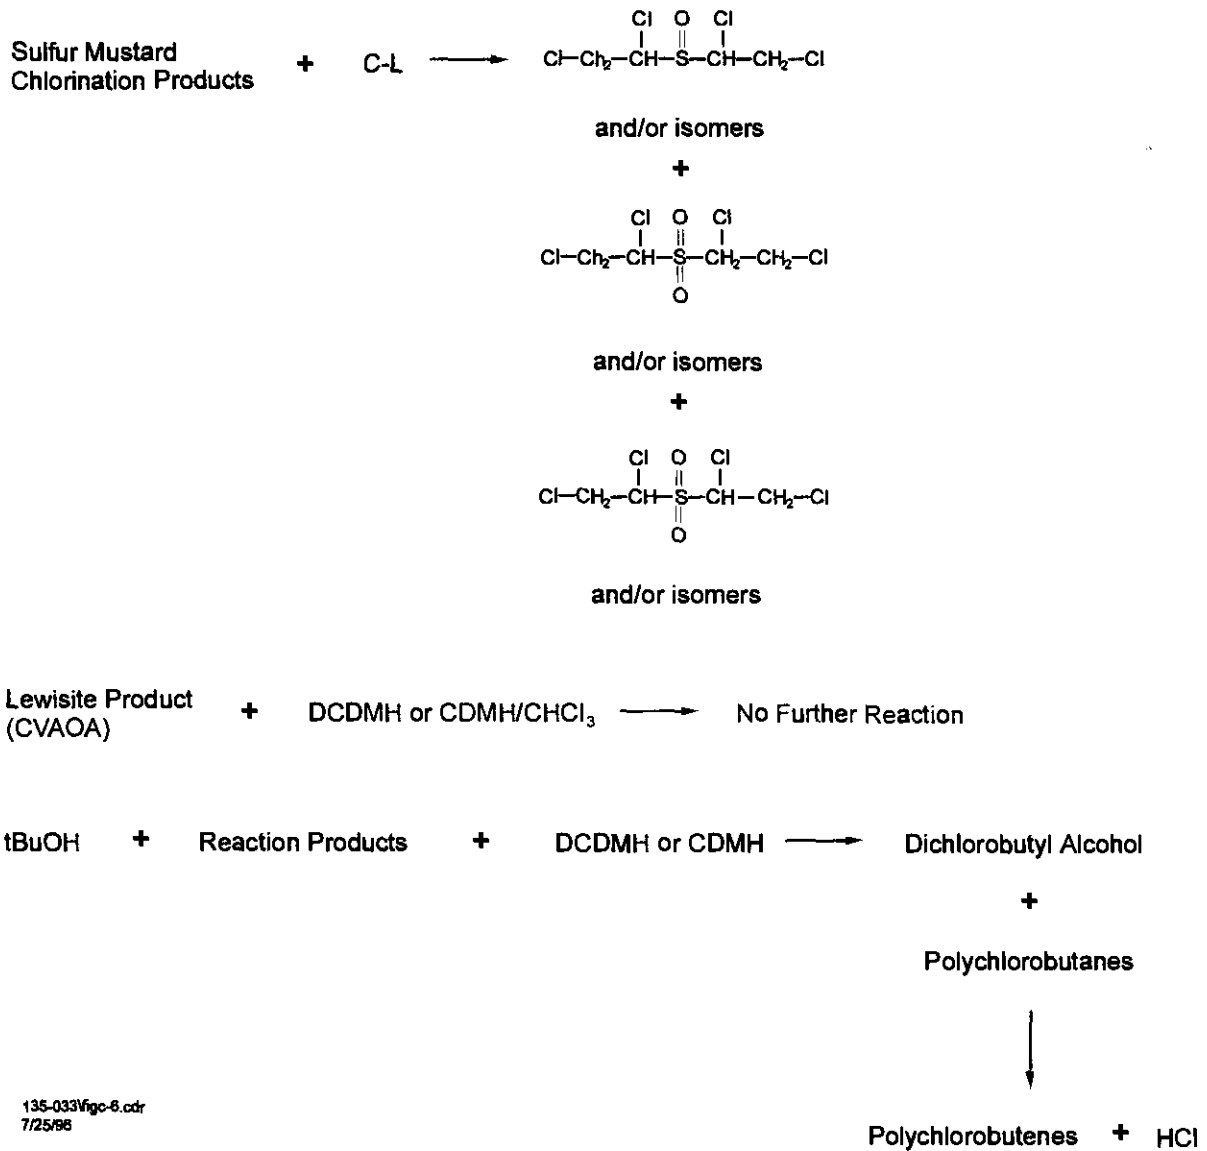 Cl O Cl
Sulfur Mustard Chlorination Products + C-L Cl-Ch2-CH-S-CH-CH2-Cl
and/or isomers
+
Cl O Cl
Cl-Ch2-CH-S-CH2-CH2-Cl
O
and/or isomers
+
Cl O Cl
Cl-CH2-CH-S-CH-CH2-Cl
O
and/or isomers
Lewisite Product (CVAOA) + DCDMH or CDMH/CHCl3 No Further Reaction
tBuOH + Reaction Products + DCDMH or CDMH Dichlorobutyl Alcohol
+
Polychlorobutanes
135-033\figc-6.cdr
7/25/96
Polychlorobutenes + HCl